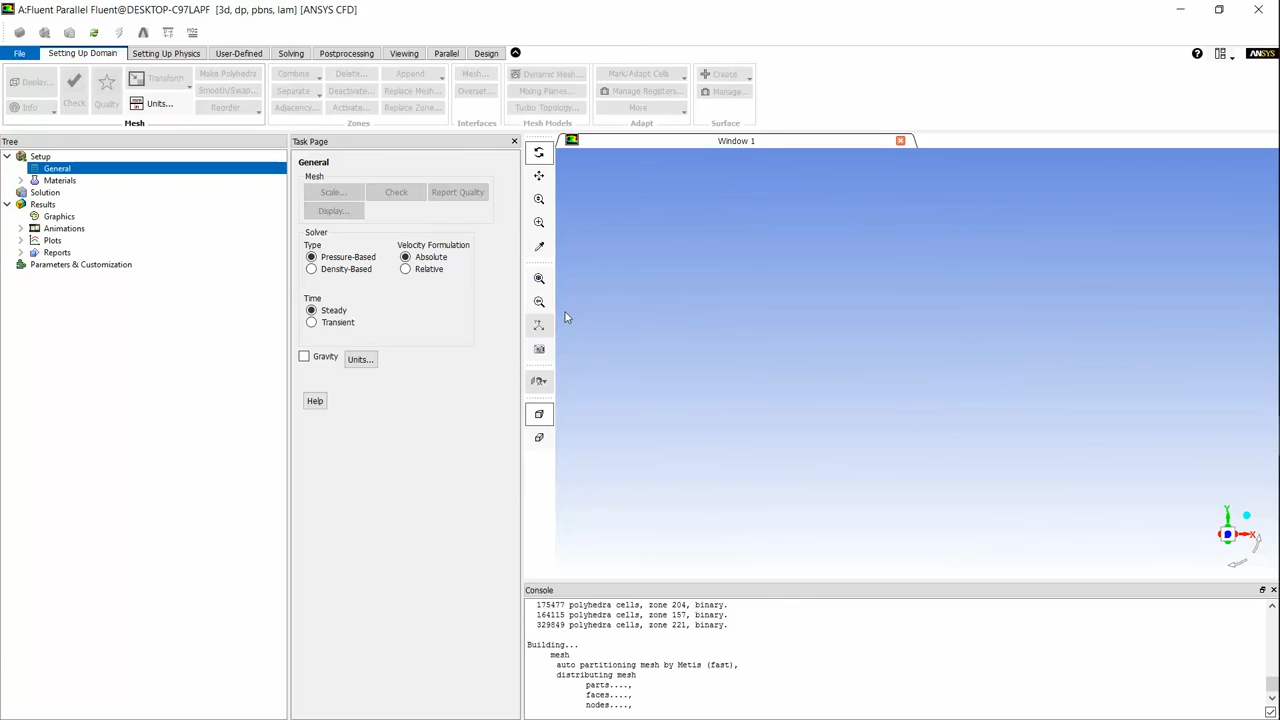 A:Fluent Parallel Fluent@DESKTOP-C97LAPF [3d, dp, pbns, lam] [ANSYS CFD]
File Setting Up Domain Setting Up Physics User-Defined Solving Postprocessing Viewing Parallel Design ANSYS
Display... Check Quality Transform Make Polyhedra Combine Delete... Append Mesh... Dynamic Mesh... Mark/Adapt Cells Create
Units... Smooth/Swap... Separate Deactivate... Replace Mesh... Overset... Mixing Planes... Manage Registers... Manage...
Info Reorder Adjacency... Activate... Replace Zone... Turbo Topology... More
Mesh Zones Interfaces Mesh Models Adapt Surface
Tree
Setup
General
Materials
Solution
Results
Graphics
Animations
Plots
Reports
Parameters & Customization
Task Page
General
Mesh
Scale... Check Report Quality
Display...
Solver
Type Velocity Formulation
Pressure-Based Absolute
Density-Based Relative
Time
Steady
Transient
Gravity Units...
Help
Window 1
Y
X
Console
175477 polyhedra cells, zone 204, binary.
164115 polyhedra cells, zone 157, binary.
329849 polyhedra cells, zone 221, binary.
Building...
mesh
auto partitioning mesh by Metis (fast),
distributing mesh
parts....,
faces....,
nodes....,